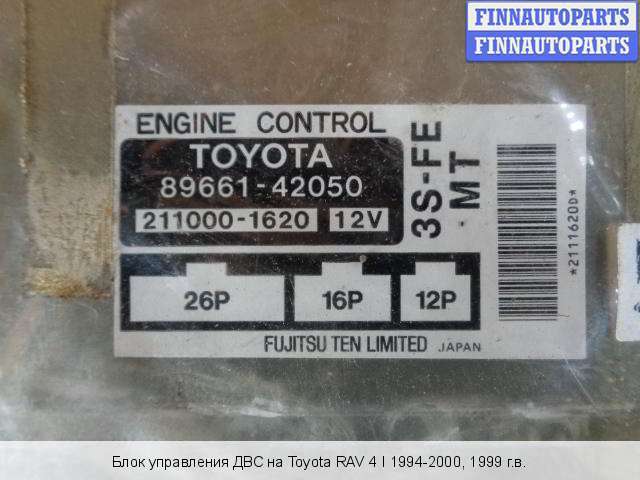 FINNAUTOPARTS
FINNAUTOPARTS
ENGINE CONTROL
TOYOTA
89661-42050
211000-1620 12V
3S-FE
·MT
*2111620D*
26P 16P 12P
FUJITSU TEN LIMITED JAPAN
Блок управления ДВС на Toyota RAV 4 I 1994-2000, 1999 г.в.